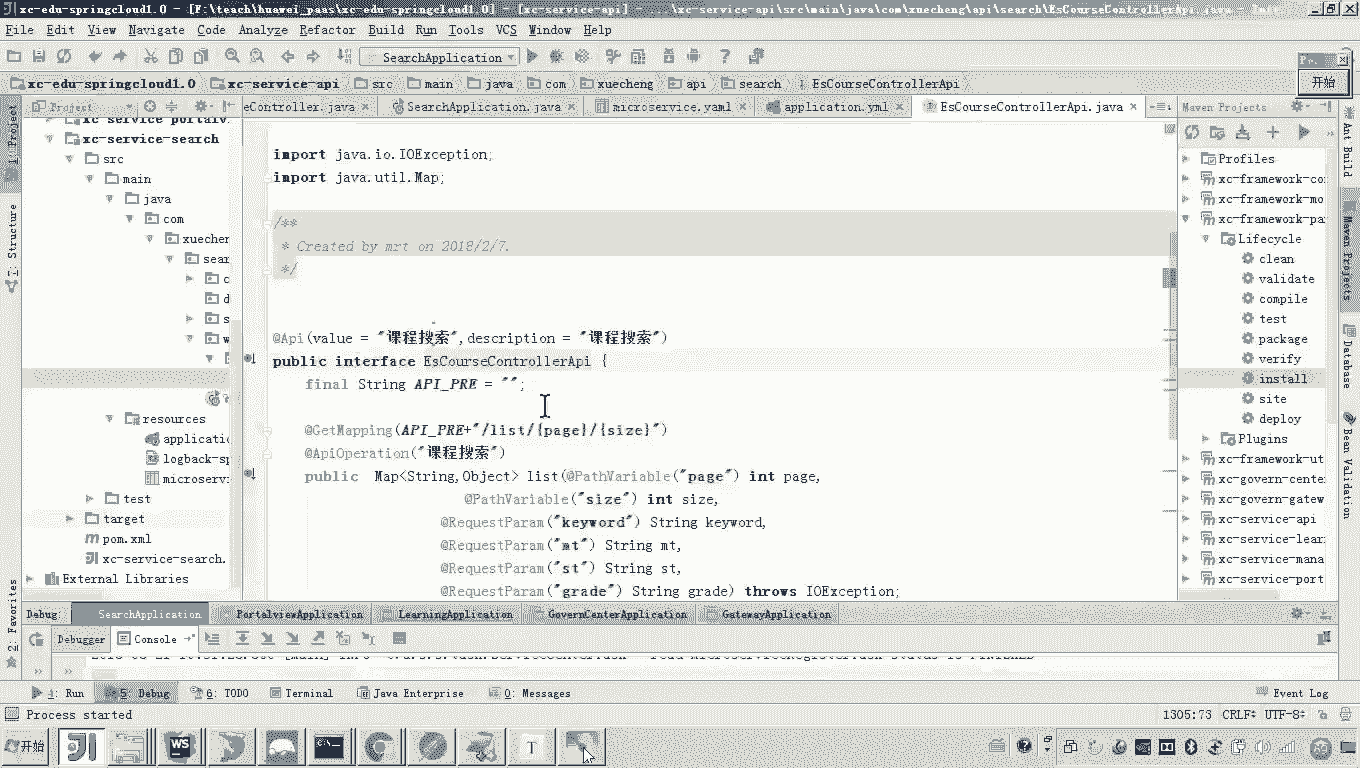 xc-edu-springcloud1.0 - [F:\teach\huawei_paas\xc-edu-springcloud1.0] - [xc-service-api] - ...\xc-service-api\src\main\java\com\xuecheng\api\search\EsCourseControllerApi.java
File Edit View Navigate Code Analyze Refactor Build Run Tools VCS Window Help
SearchApplication
开始
xc-edu-springcloud1.0 xc-service-api src main java com xuecheng api search EsCourseControllerApi
Project
eController.java SearchApplication.java microservice.yaml application.yml EsCourseControllerApi.java
Maven Projects
1: Project
7: Structure
2: Favorites
xc-service-search
src
main
java
com
xuecher
sear
c
d
s
w
resources
applicatio
logback-sp
microserv
test
target
pom.xml
xc-service-search.
External Libraries
import java.io.IOException;
import java.util.Map;
/**
* Created by mrt on 2018/2/7.
*/
@Api(value = "课程搜索",description = "课程搜索")
public interface EsCourseControllerApi {
final String API_PRE = "";
@GetMapping(API_PRE+"/list/{page}/{size}")
@ApiOperation("课程搜索")
public Map<String,Object> list(@PathVariable("page") int page,
@PathVariable("size") int size,
@RequestParam("keyword") String keyword,
@RequestParam("mt") String mt,
@RequestParam("st") String st,
@RequestParam("grade") String grade) throws IOException;
Profiles
xc-framework-co
xc-framework-mo
xc-framework-pa
Lifecycle
clean
validate
compile
test
package
verify
install
site
deploy
Plugins
xc-framework-ut
xc-govern-cente
xc-govern-gatew
xc-service-api
xc-service-lear
xc-service-mana
xc-service-port
Ant Build
Maven Projects
Database
Bean Validation
Debug: SearchApplication PortalviewApplication LearningApplication GovernCenterApplication GatewayApplication
Debugger Console
4: Run 5: Debug 6: TODO Terminal Java Enterprise 0: Messages Event Log
Process started 1305:73 CRLF UTF-8
开始